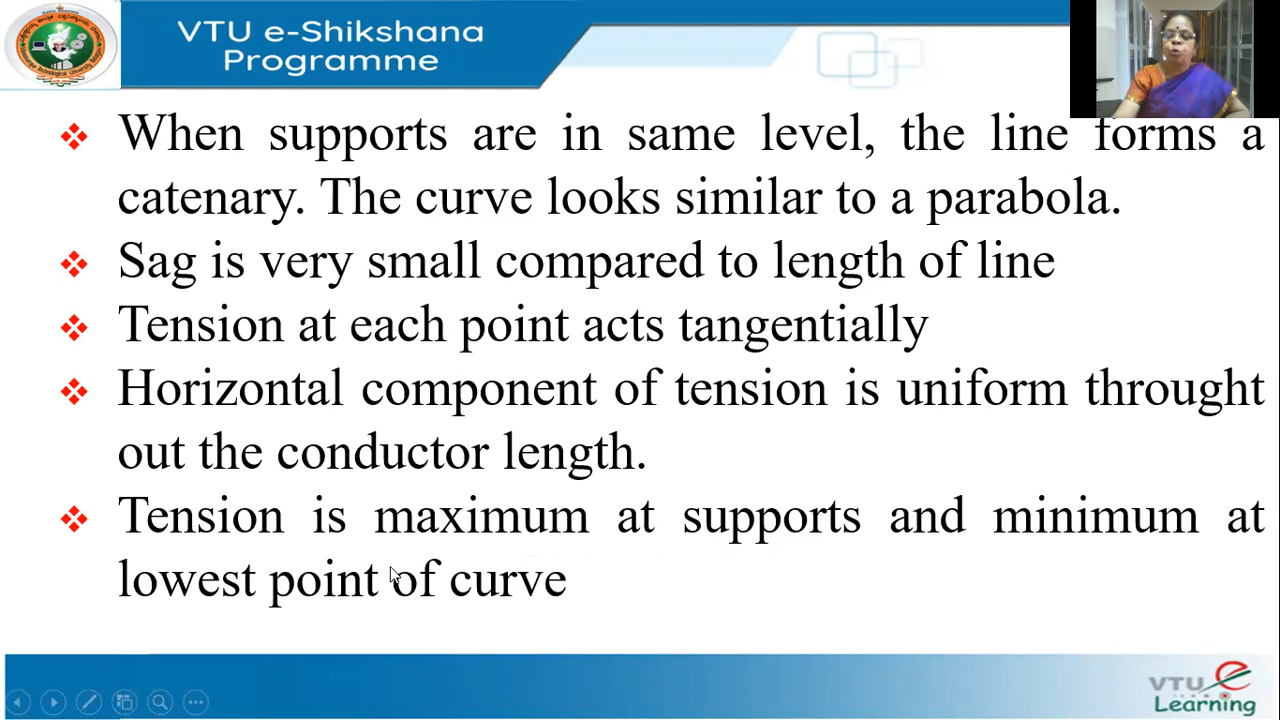 VTU e-Shikshana
Programme
When supports are in same level, the line forms a
catenary. The curve looks similar to a parabola.
Sag is very small compared to length of line
Tension at each point acts tangentially
Horizontal component of tension is uniform throught
out the conductor length.
Tension is maximum at supports and minimum at
lowest point of curve
VTU e
Learning